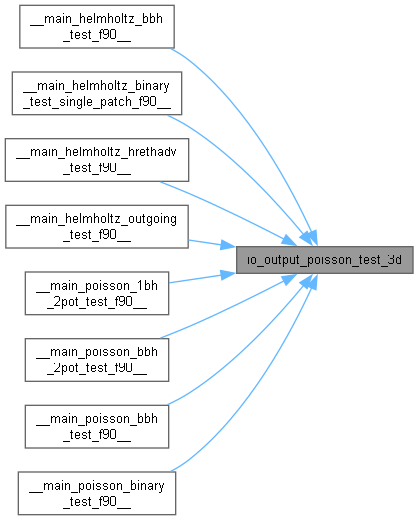 __main_helmholtz_bbh
_test_f90__
__main_helmholtz_binary
_test_single_patch_f90__
__main_helmholtz_hrethadv
_test_f90__
__main_helmholtz_outgoing
_test_f90__
io_output_poisson_test_3d
__main_poisson_1bh
_2pot_test_f90__
__main_poisson_bbh
_2pot_test_f90__
__main_poisson_bbh
_test_f90__
__main_poisson_binary
_test_f90__